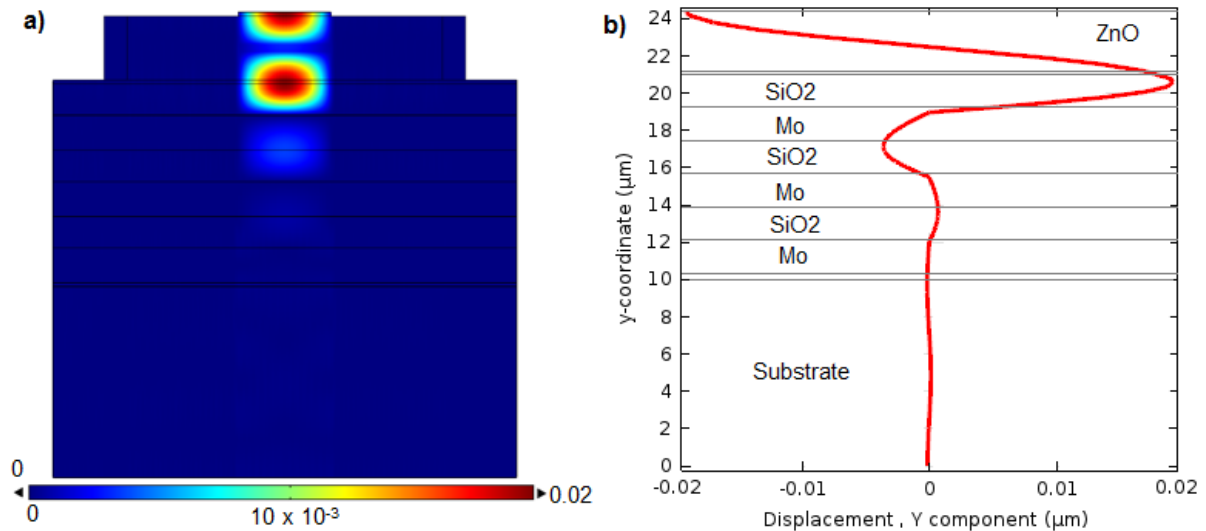 a)
0
0
10 x 10⁻³
0.02
b)
24
22
20
18
16
14
12
10
8
6
4
2
0
y-coordinate (µm)
ZnO
SiO2
Mo
SiO2
Mo
SiO2
Mo
Substrate
-0.02
-0.01
0
0.01
0.02
Displacement , Y component (µm)